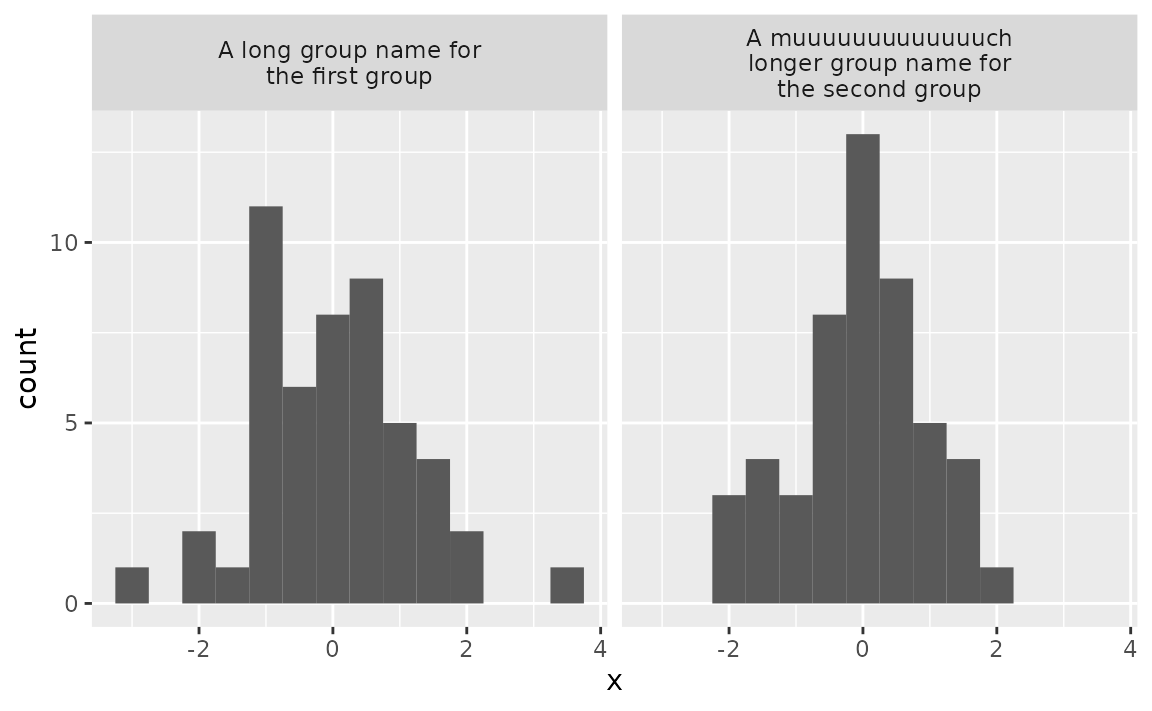 A long group name for
the first group
A muuuuuuuuuuuuuch
longer group name for
the second group
10
5
0
count
-2 0 2 4
-2 0 2 4
x